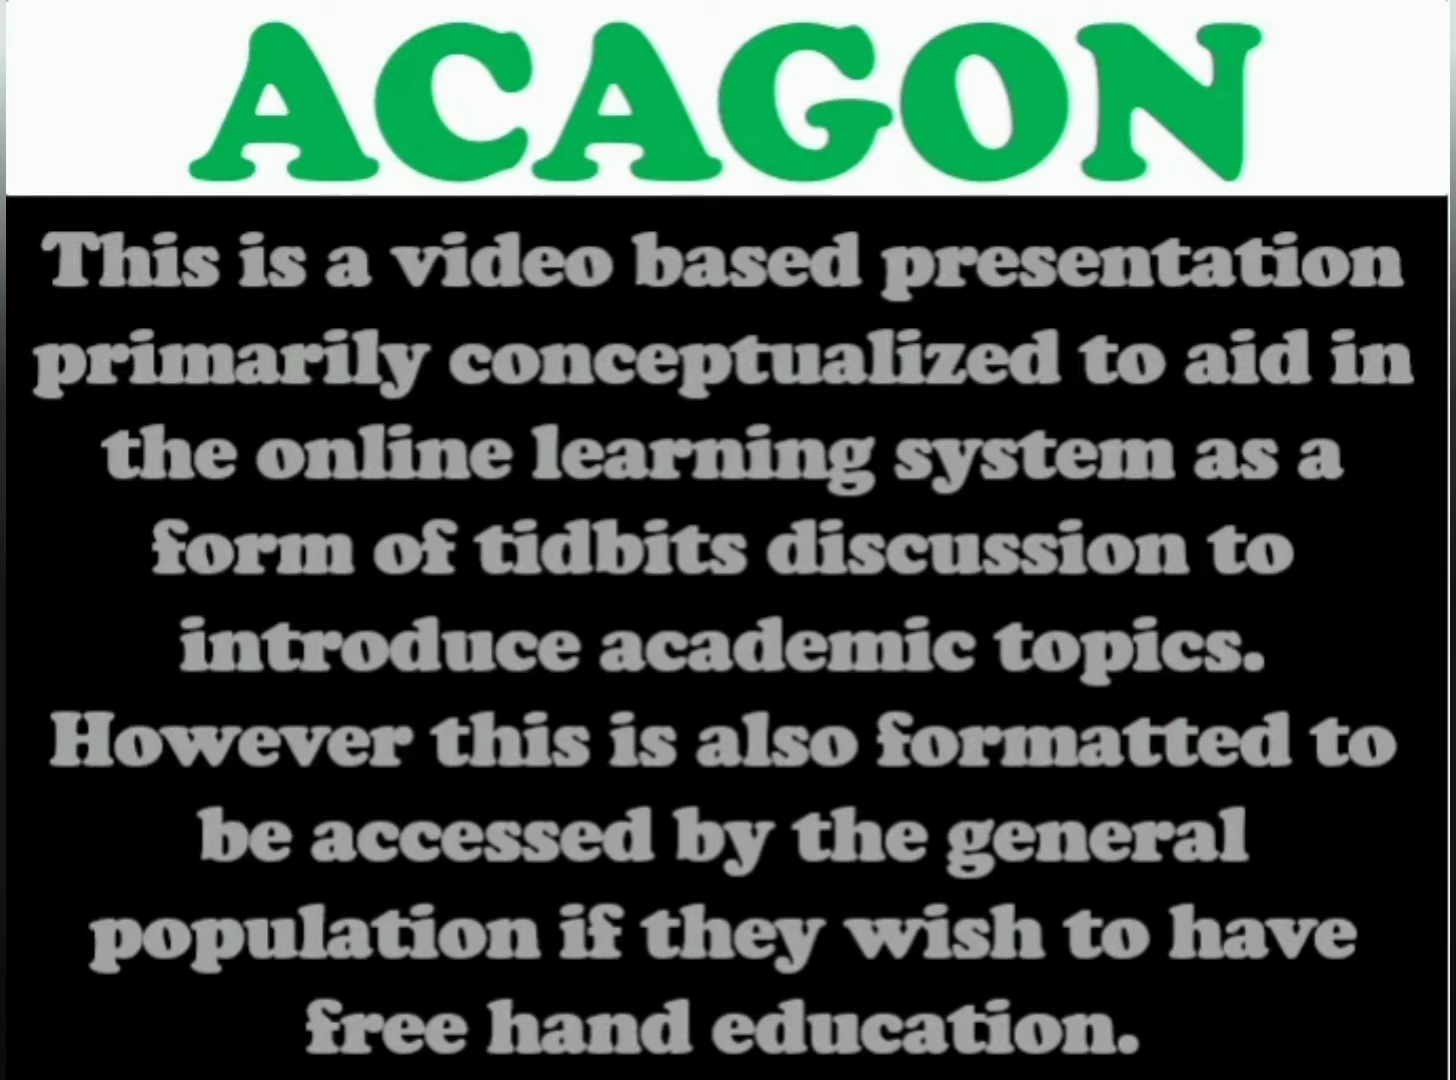 ACAGON
This is a video based presentation
primarily conceptualized to aid in
the online learning system as a
form of tidbits discussion to
introduce academic topics.
However this is also formatted to
be accessed by the general
population if they wish to have
free hand education.